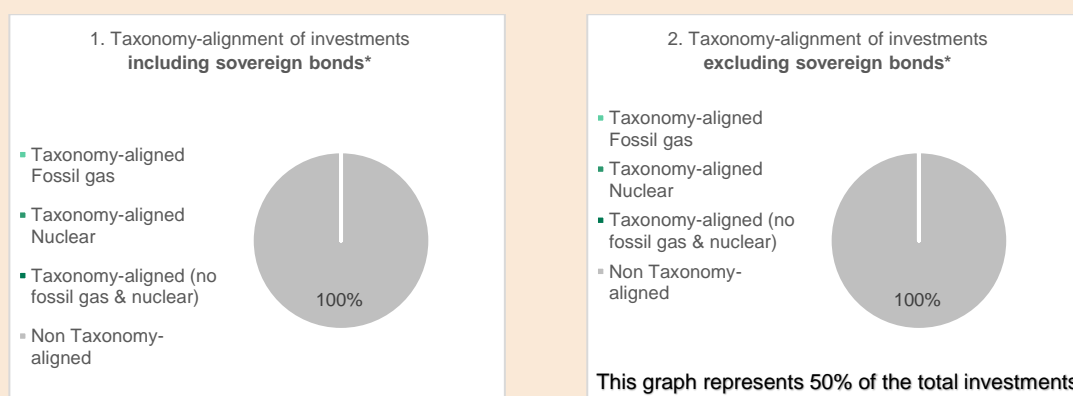 1. Taxonomy-alignment of investments
including sovereign bonds*
Taxonomy-aligned
Fossil gas
Taxonomy-aligned
Nuclear
Taxonomy-aligned (no
fossil gas & nuclear)
Non Taxonomy-
aligned
100%
2. Taxonomy-alignment of investments
excluding sovereign bonds*
Taxonomy-aligned
Fossil gas
Taxonomy-aligned
Nuclear
Taxonomy-aligned (no
fossil gas & nuclear)
Non Taxonomy-
aligned
100%
This graph represents 50% of the total investments